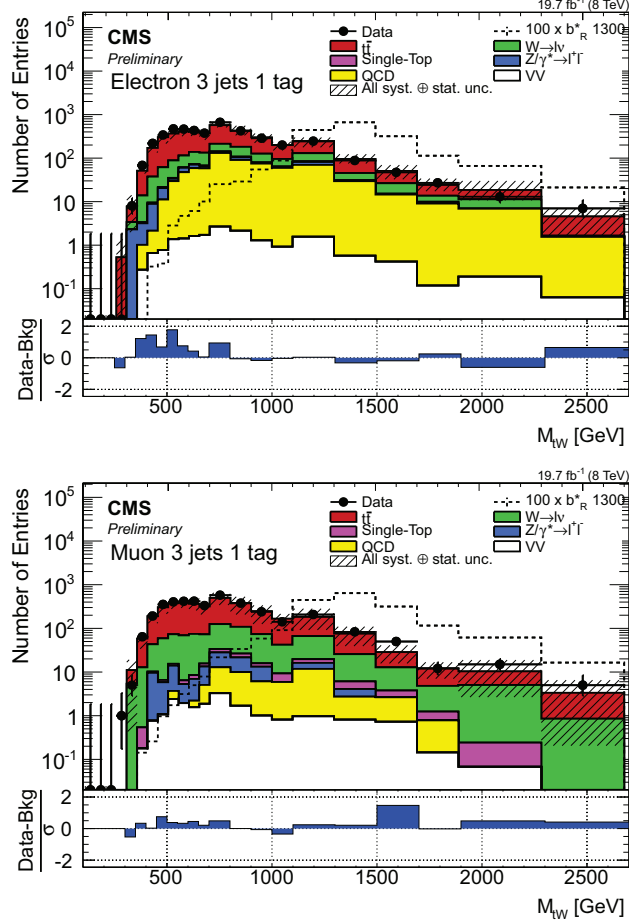 19.7 fb⁻¹ (8 TeV)
CMS
Preliminary
Electron 3 jets 1 tag
Data
tt̄
Single-Top
QCD
All syst. ⊕ stat. unc.
100 x b*R 1300
W→lν
Z/γ*→l⁺l⁻
VV
Number of Entries
10⁵
10⁴
10³
10²
10
1
10⁻¹
Data-Bkg
σ
2
0
-2
500 1000 1500 2000 2500
M_tW [GeV]
19.7 fb⁻¹ (8 TeV)
CMS
Preliminary
Muon 3 jets 1 tag
Data
tt̄
Single-Top
QCD
All syst. ⊕ stat. unc.
100 x b*R 1300
W→lν
Z/γ*→l⁺l⁻
VV
Number of Entries
10⁵
10⁴
10³
10²
10
1
10⁻¹
Data-Bkg
σ
2
0
-2
500 1000 1500 2000 2500
M_tW [GeV]